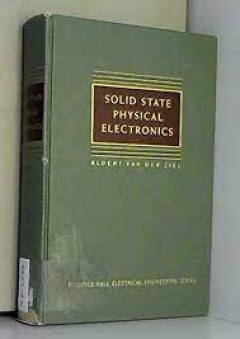 SOLID STATE
PHYSICAL
ELECTRONICS
ALDERT VAN DER ZIEL
PRENTICE-HALL ELECTRICAL ENGINEERING SERIES